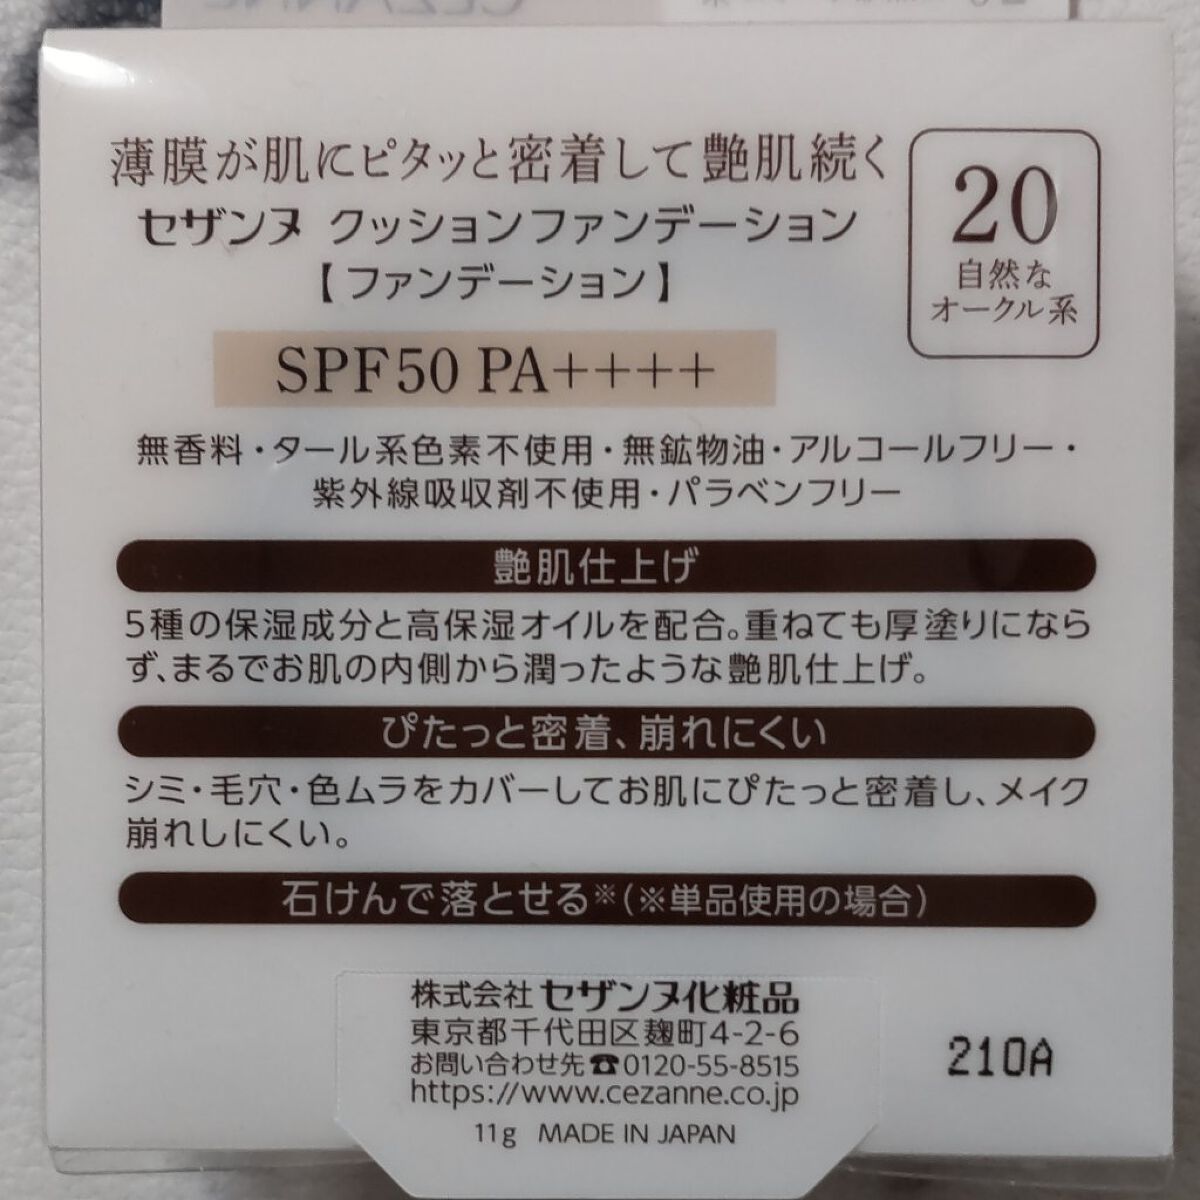 CEZANNE
薄膜が肌にピタッと密着して艶肌続く
セザンヌ クッションファンデーション
【ファンデーション】
20
自然な
オークル系
SPF50 PA++++
無香料・タール系色素不使用・無鉱物油・アルコールフリー・
紫外線吸収剤不使用・パラベンフリー
艶肌仕上げ
5種の保湿成分と高保湿オイルを配合。重ねても厚塗りになら
ず、まるでお肌の内側から潤ったような艶肌仕上げ。
ぴたっと密着、崩れにくい
シミ・毛穴・色ムラをカバーしてお肌にぴたっと密着し、メイク
崩れしにくい。
石けんで落とせる※(※単品使用の場合)
株式会社 セザンヌ化粧品
東京都千代田区麹町4-2-6
お問い合わせ先☎0120-55-8515
https://www.cezanne.co.jp
11g MADE IN JAPAN
210A